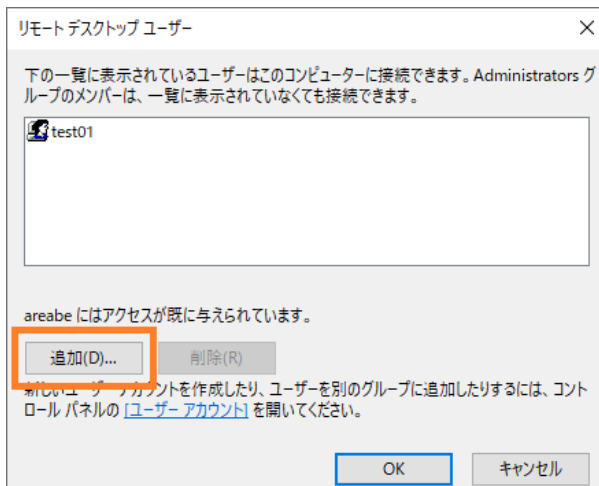 リモート デスクトップ ユーザー
下の一覧に表示されているユーザーはこのコンピューターに接続できます。Administrators グ
ループのメンバーは、一覧に表示されていなくても接続できます。
test01
areabe にはアクセスが既に与えられています。
追加(D)...
削除(R)
新しいユーザー アカウントを作成したり、ユーザーを別のグループに追加したりするには、コント
ロール パネルの [ユーザー アカウント] を開いてください。
OK
キャンセル